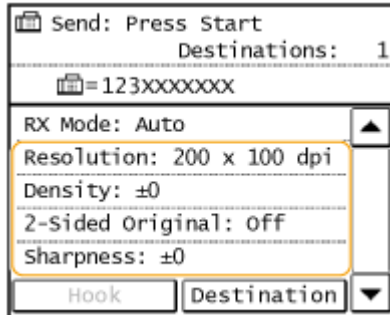 Send: Press Start
Destinations: 1
=123XXXXXXX
RX Mode: Auto
Resolution: 200 x 100 dpi
Density: ±0
2-Sided Original: Off
Sharpness: ±0
Hook Destination